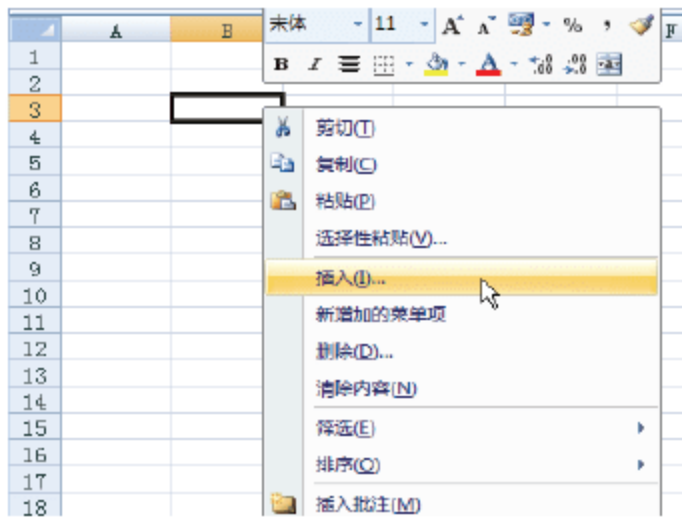 宋体 11 A A % ,
B I A .00 .00
A B F
1
2
3
4
5
6
7
8
9
10
11
12
13
14
15
16
17
18
剪切(T)
复制(C)
粘贴(P)
选择性粘贴(V)...
插入(I)...
新增加的菜单项
删除(D)...
清除内容(N)
筛选(E)
排序(O)
插入批注(M)